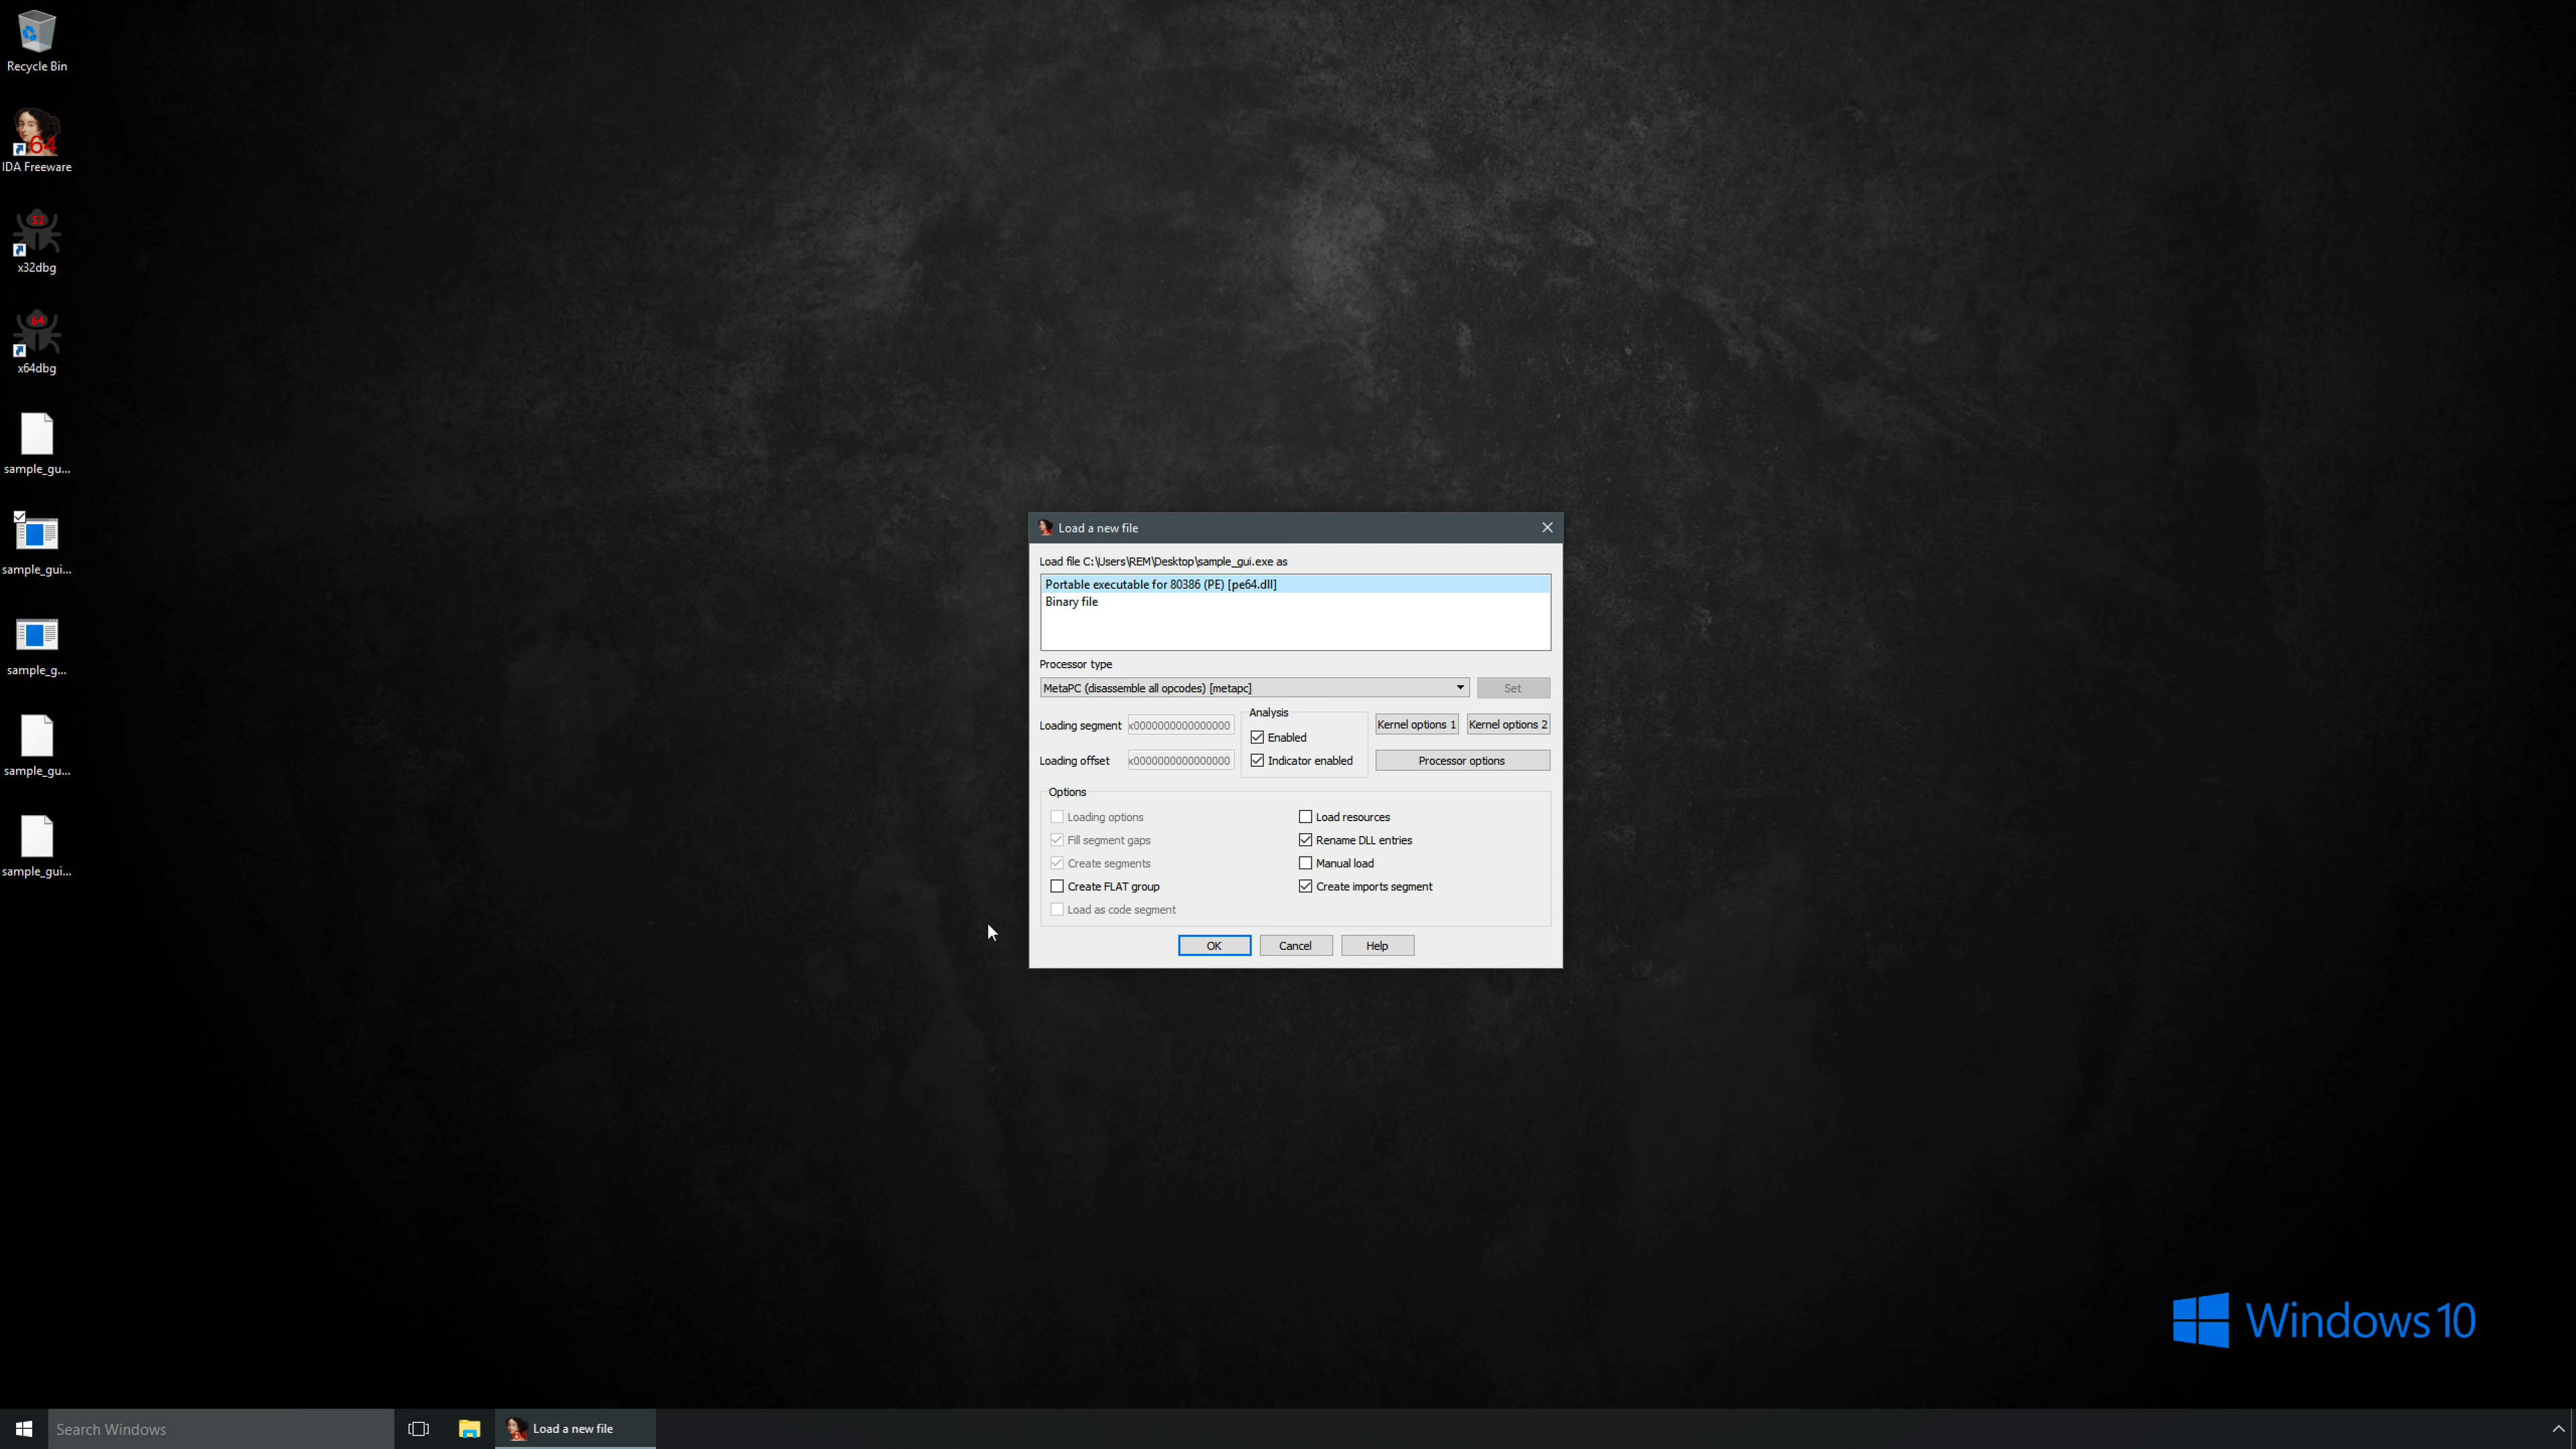 Recycle Bin
64
IDA Freeware
32
x32dbg
64
x64dbg
sample_gu...
sample_gui...
sample_g...
sample_gu...
sample_gui...
Load a new file
Load file C:\Users\REM\Desktop\sample_gui.exe as
Portable executable for 80386 (PE) [pe64.dll]
Binary file
Processor type
MetaPC (disassemble all opcodes) [metapc]
Set
Loading segment x0000000000000000
Loading offset x0000000000000000
Analysis
Enabled
Indicator enabled
Kernel options 1 Kernel options 2
Processor options
Options
Loading options
Fill segment gaps
Create segments
Create FLAT group
Load as code segment
Load resources
Rename DLL entries
Manual load
Create imports segment
OK Cancel Help
Windows 10
Search Windows
Load a new file